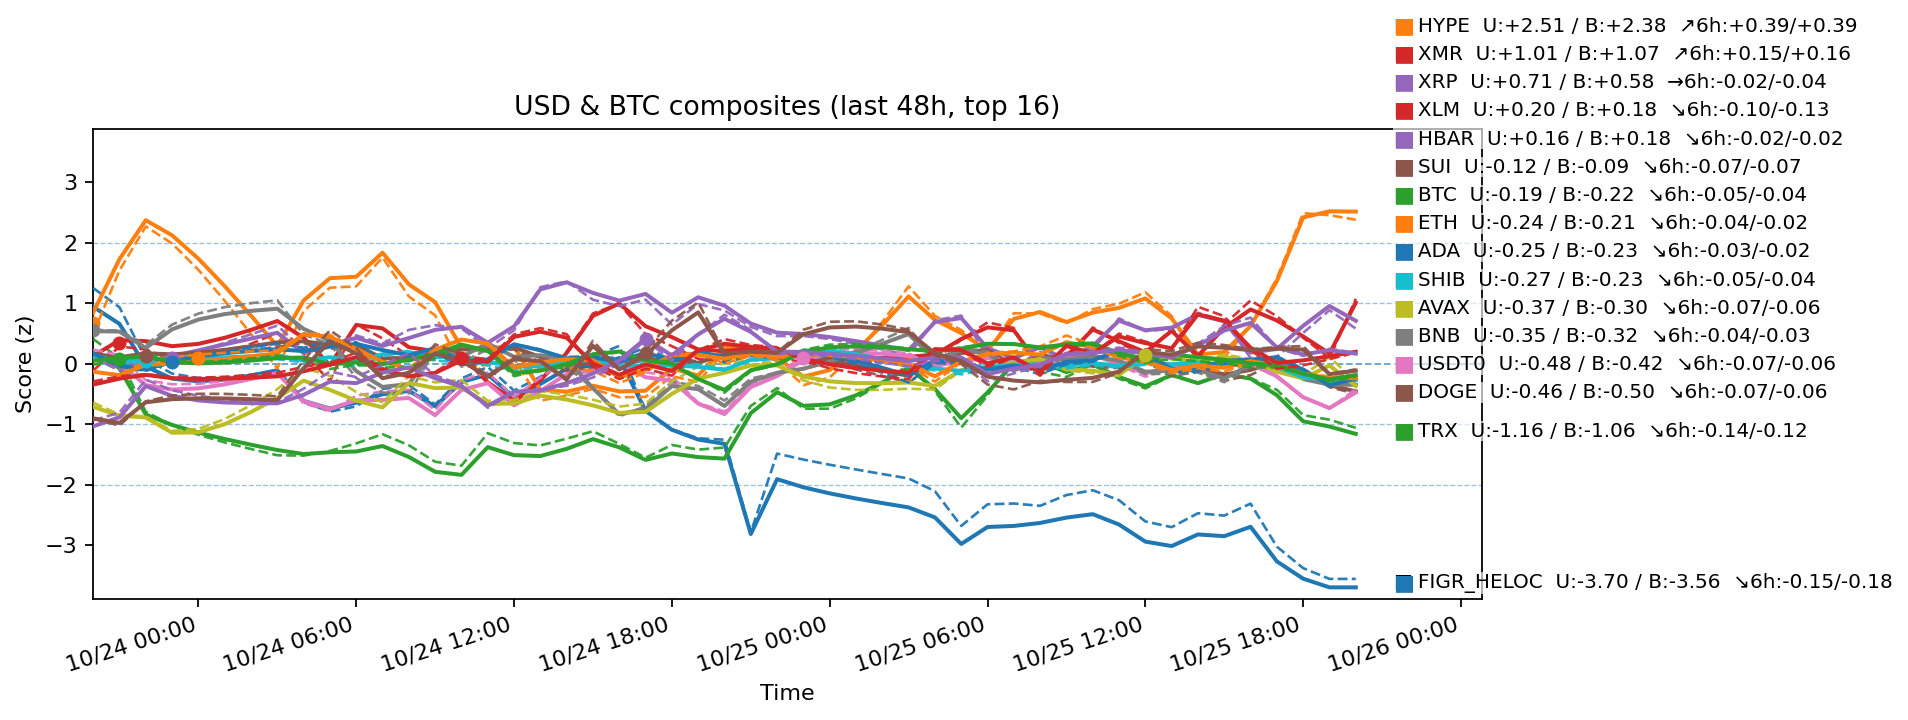 HYPE  U:+2.51 / B:+2.38  ↗6h:+0.39/+0.39
XMR  U:+1.01 / B:+1.07  ↗6h:+0.15/+0.16
XRP  U:+0.71 / B:+0.58  →6h:-0.02/-0.04
USD & BTC composites (last 48h, top 16)
XLM  U:+0.20 / B:+0.18  ↘6h:-0.10/-0.13
HBAR  U:+0.16 / B:+0.18  ↘6h:-0.02/-0.02
SUI  U:-0.12 / B:-0.09  ↘6h:-0.07/-0.07
BTC  U:-0.19 / B:-0.22  ↘6h:-0.05/-0.04
ETH  U:-0.24 / B:-0.21  ↘6h:-0.04/-0.02
ADA  U:-0.25 / B:-0.23  ↘6h:-0.03/-0.02
SHIB  U:-0.27 / B:-0.23  ↘6h:-0.05/-0.04
AVAX  U:-0.37 / B:-0.30  ↘6h:-0.07/-0.06
BNB  U:-0.35 / B:-0.32  ↘6h:-0.04/-0.03
USDT0  U:-0.48 / B:-0.42  ↘6h:-0.07/-0.06
DOGE  U:-0.46 / B:-0.50  ↘6h:-0.07/-0.06
TRX  U:-1.16 / B:-1.06  ↘6h:-0.14/-0.12
FIGR_HELOC  U:-3.70 / B:-3.56  ↘6h:-0.15/-0.18
Score (z)
3
2
1
0
−1
−2
−3
10/24 00:00
10/24 06:00
10/24 12:00
10/24 18:00
10/25 00:00
10/25 06:00
10/25 12:00
10/25 18:00
10/26 00:00
Time